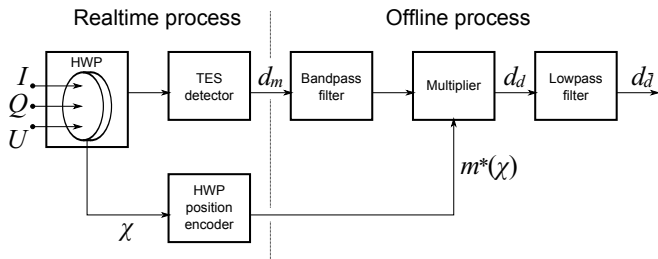 Realtime process
Offline process
HWP
I
Q
U
TES
detector
d_m
Bandpass
filter
Multiplier
d_d
Lowpass
filter
d_d̄
χ
HWP
position
encoder
m*(χ)